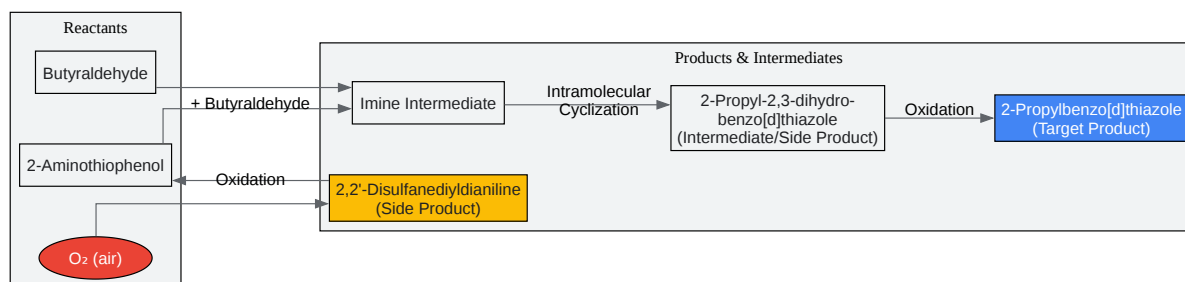 Reactants
Products & Intermediates
Butyraldehyde
+ Butyraldehyde
Imine Intermediate
Intramolecular
Cyclization
2-Propyl-2,3-dihydro-
benzo[d]thiazole
(Intermediate/Side Product)
Oxidation
2-Propylbenzo[d]thiazole
(Target Product)
2-Aminothiophenol
Oxidation
2,2'-Disulfanediyldianiline
(Side Product)
O₂ (air)